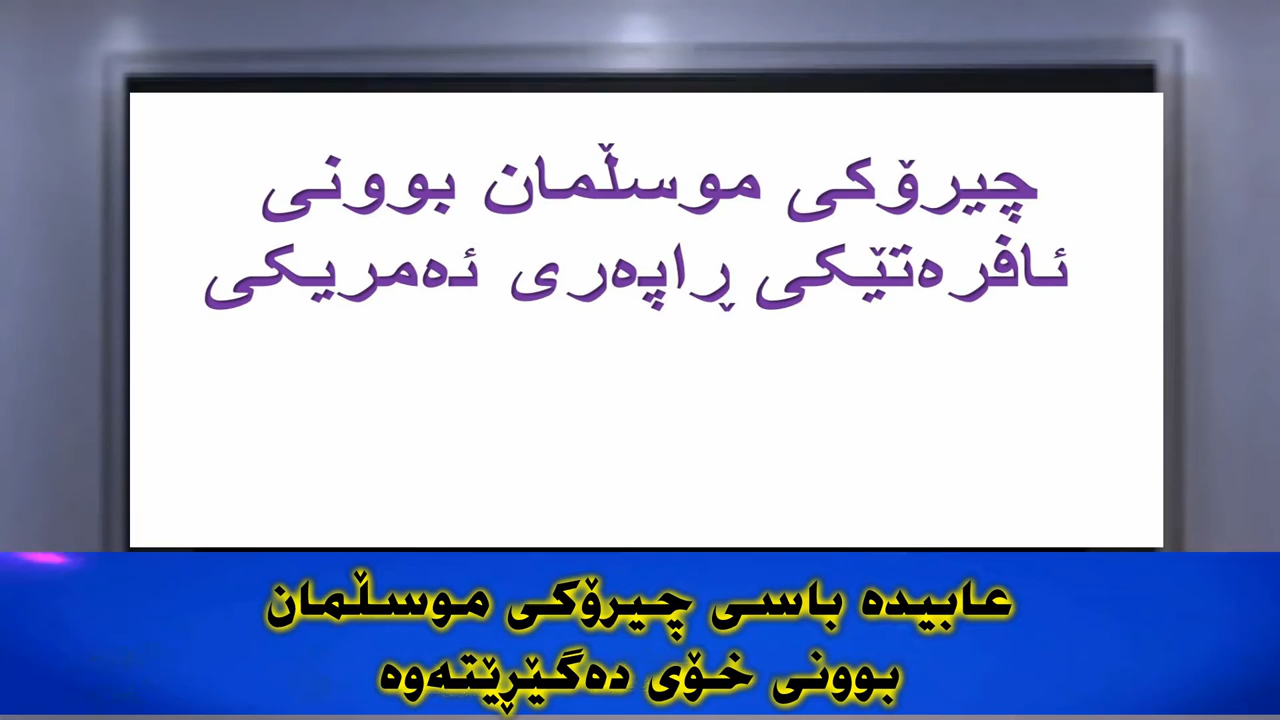 چیرۆکی موسڵمان بوونی
ئافرەتێکی ڕاپەری ئەمریکی
عابیدە باسی چیرۆکی موسڵمان
بوونی خۆی دەگێڕێتەوە